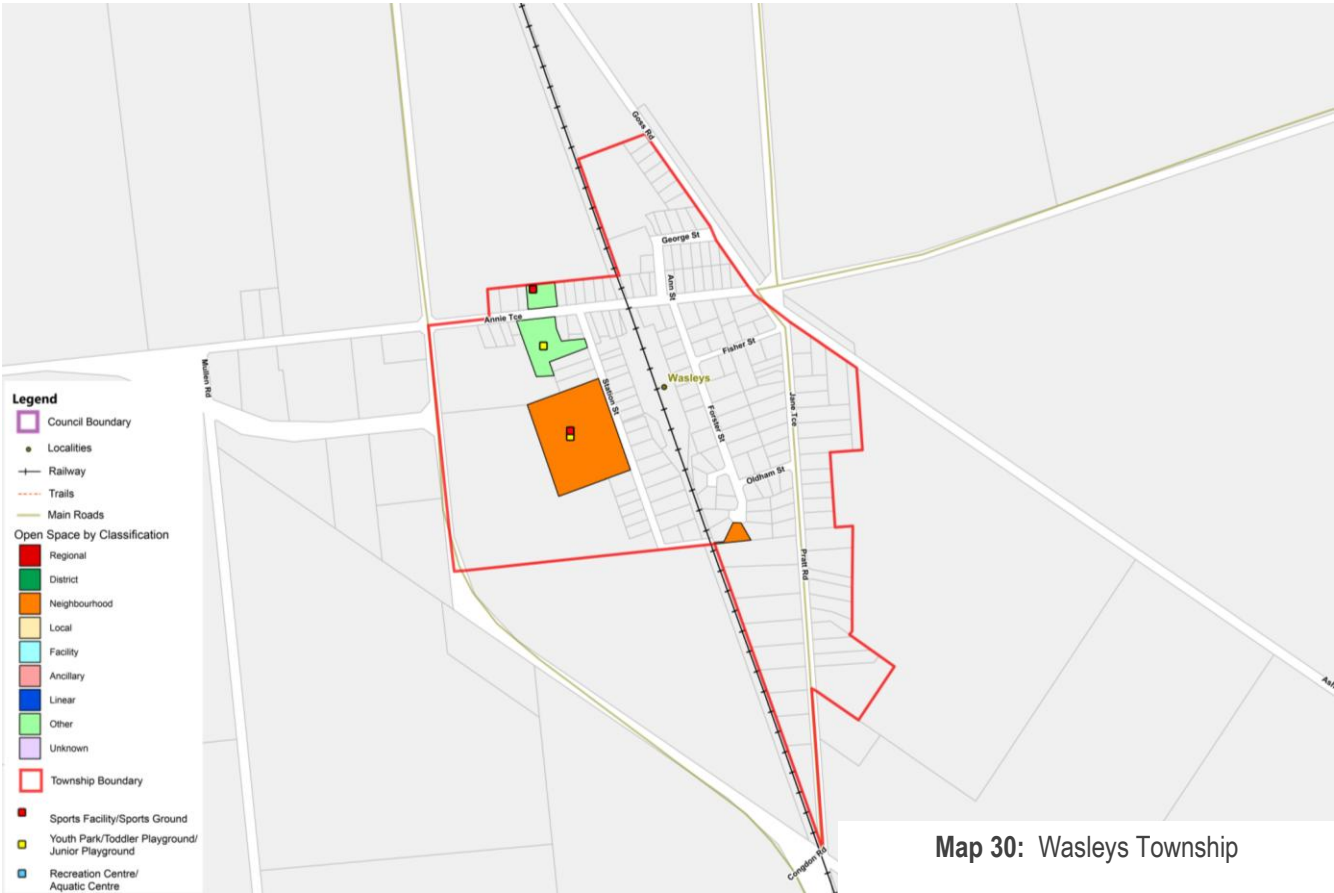 Goss Rd
George St
Ann St
Annie Tce
Fisher St
Mullen Rd
Wasleys
Station St
Forster St
Jane Tce
Oldham St
Pratt Rd
Congdon Rd
Legend
Council Boundary
Localities
Railway
Trails
Main Roads
Open Space by Classification
Regional
District
Neighbourhood
Local
Facility
Ancillary
Linear
Other
Unknown
Township Boundary
Sports Facility/Sports Ground
Youth Park/Toddler Playground/
Junior Playground
Recreation Centre/
Aquatic Centre
Map 30: Wasleys Township